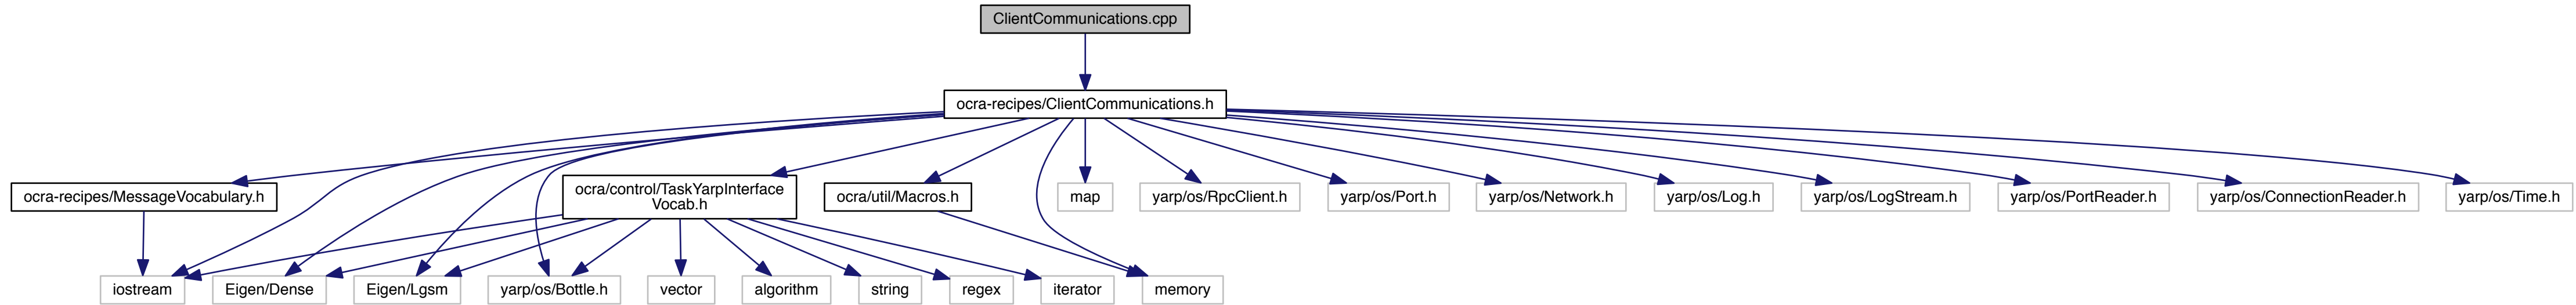 ClientCommunications.cpp
ocra-recipes/ClientCommunications.h
ocra-recipes/MessageVocabulary.h
ocra/control/TaskYarpInterface
Vocab.h
ocra/util/Macros.h
map
yarp/os/RpcClient.h
yarp/os/Port.h
yarp/os/Network.h
yarp/os/Log.h
yarp/os/LogStream.h
yarp/os/PortReader.h
yarp/os/ConnectionReader.h
yarp/os/Time.h
iostream
Eigen/Dense
Eigen/Lgsm
yarp/os/Bottle.h
vector
algorithm
string
regex
iterator
memory